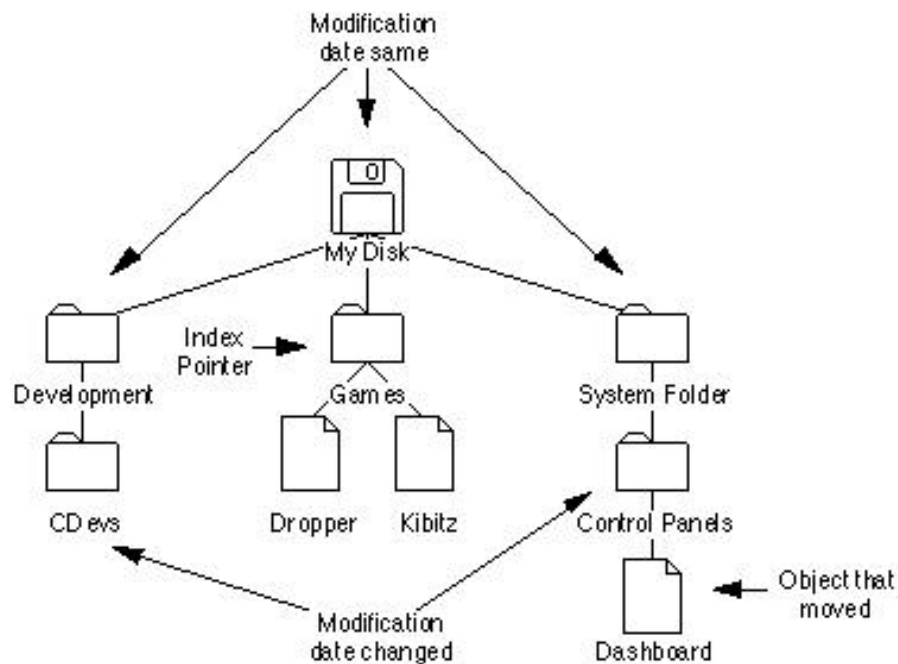 Modification
date same
My Disk
Index
Pointer
Development
Games
System Folder
CDevs
Dropper
Kibitz
Control Panels
Modification
date changed
Object that
moved
Dashboard